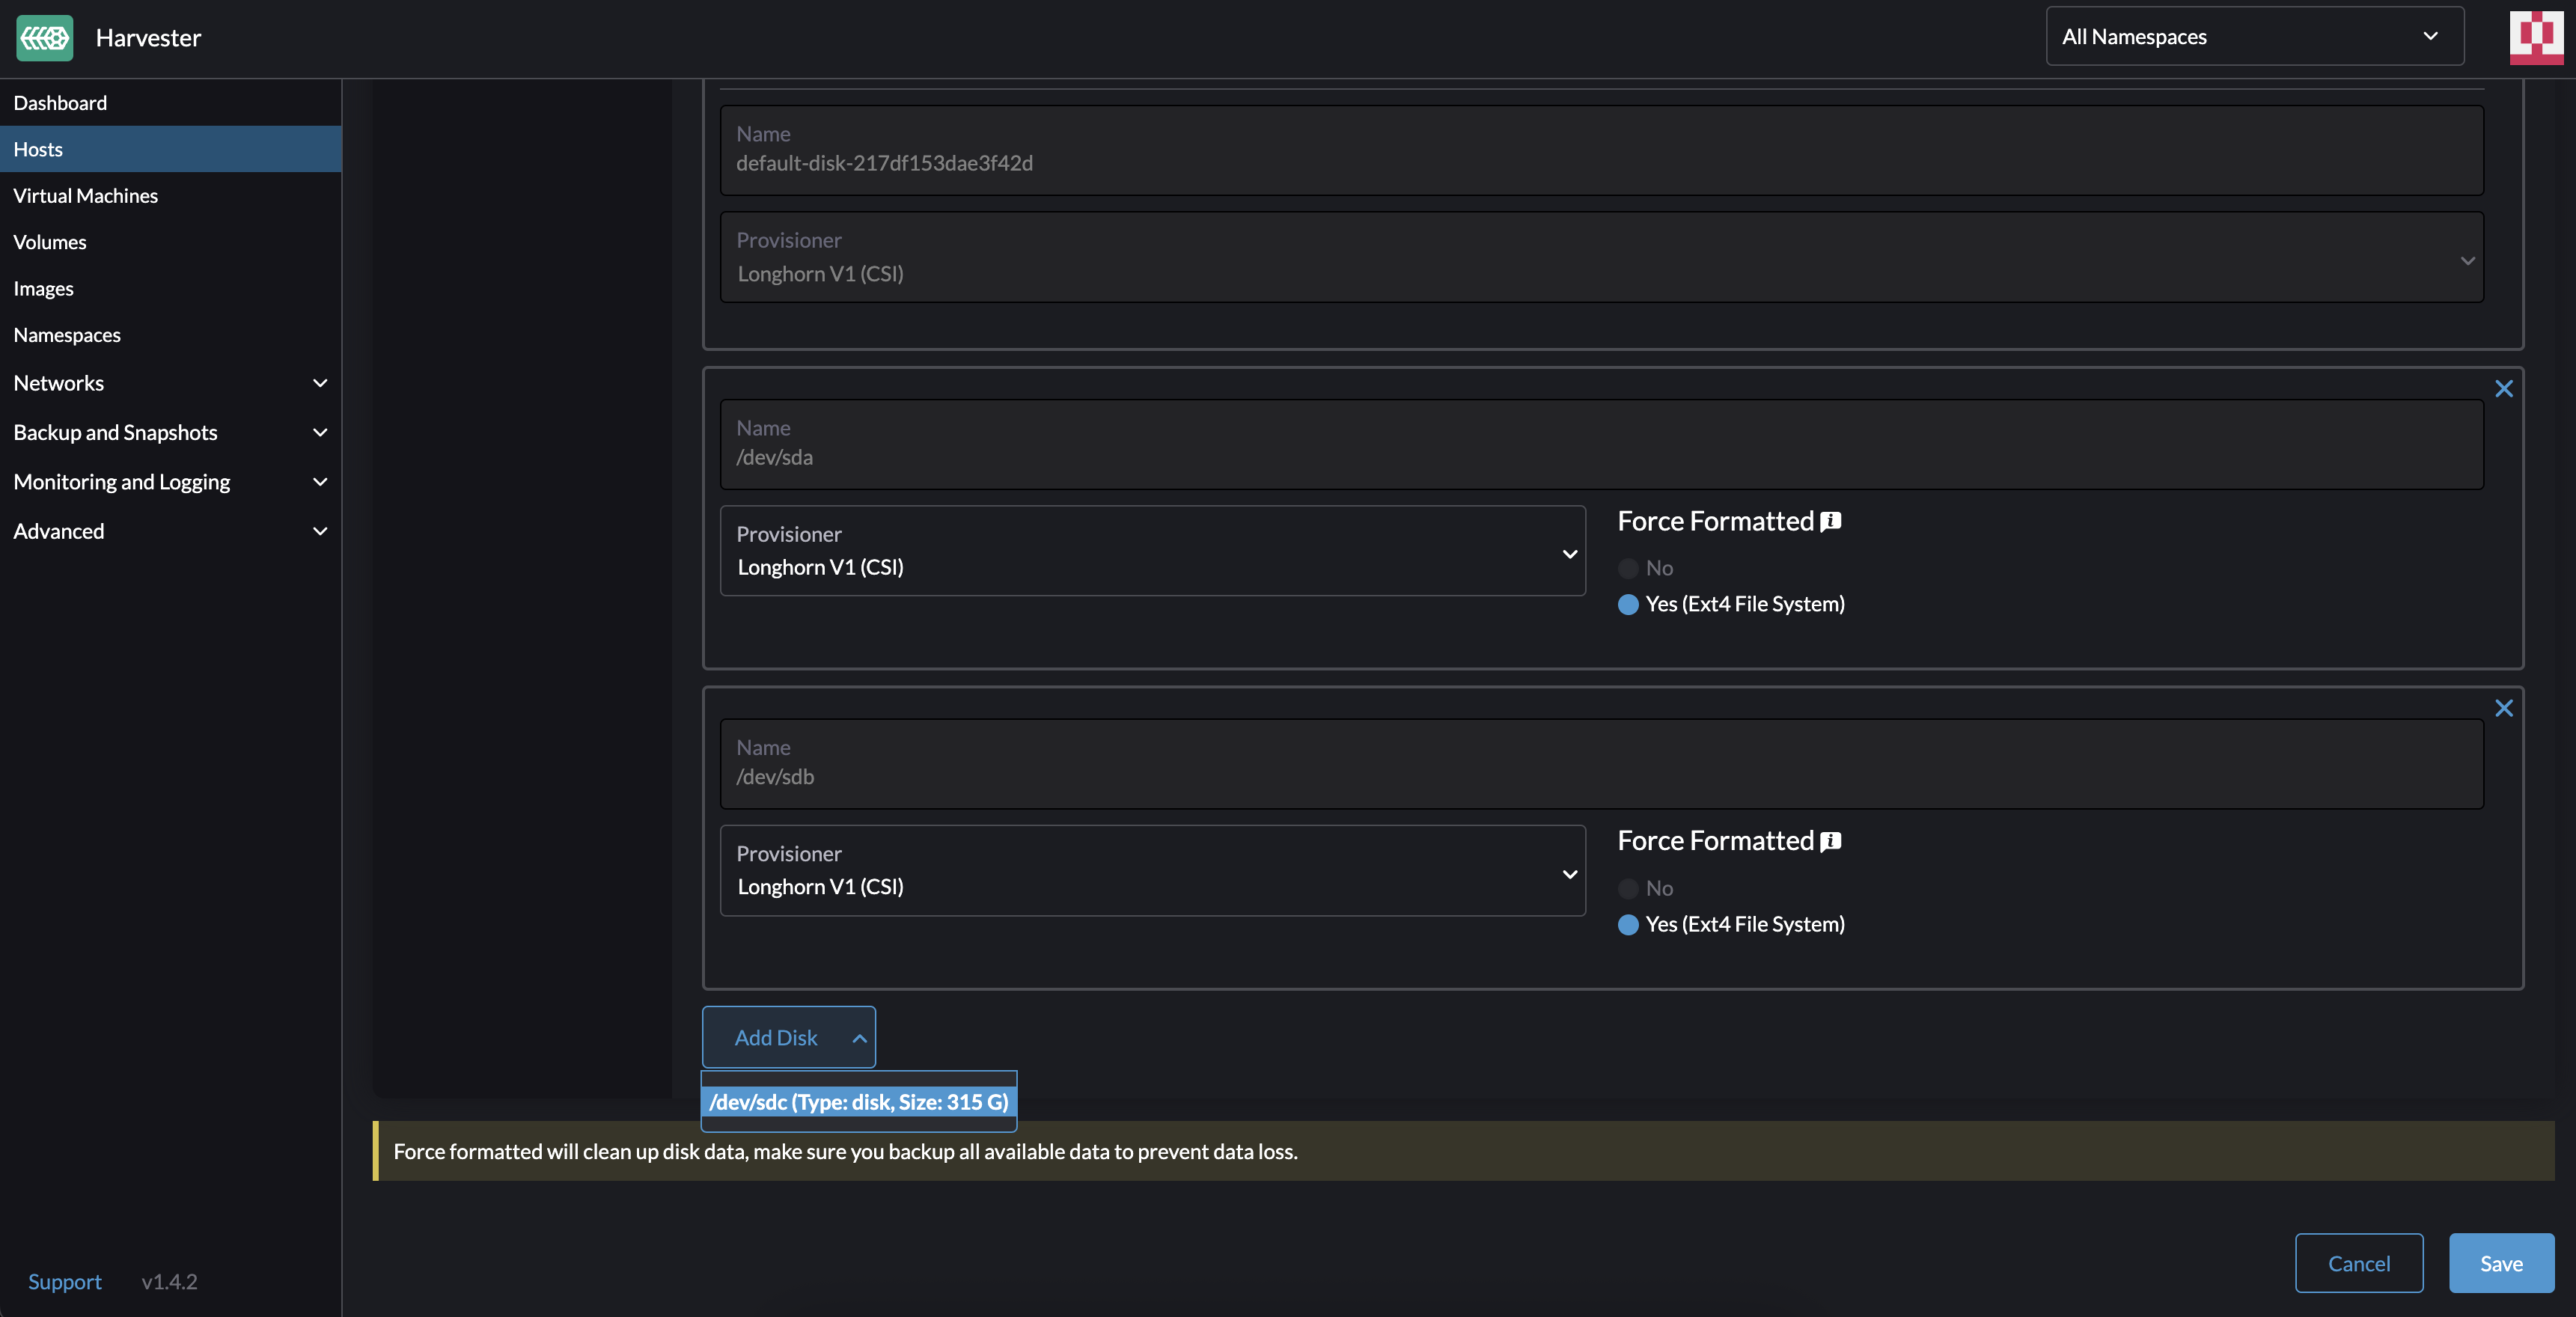 Harvester
All Namespaces
Dashboard
Hosts
Virtual Machines
Volumes
Images
Namespaces
Networks
Backup and Snapshots
Monitoring and Logging
Advanced
Support
v1.4.2
Name
default-disk-217df153dae3f42d
Provisioner
Longhorn V1 (CSI)
Name
/dev/sda
Provisioner
Longhorn V1 (CSI)
Force Formatted
No
Yes (Ext4 File System)
Name
/dev/sdb
Provisioner
Longhorn V1 (CSI)
Force Formatted
No
Yes (Ext4 File System)
Add Disk
/dev/sdc (Type: disk, Size: 315 G)
Force formatted will clean up disk data, make sure you backup all available data to prevent data loss.
Cancel
Save